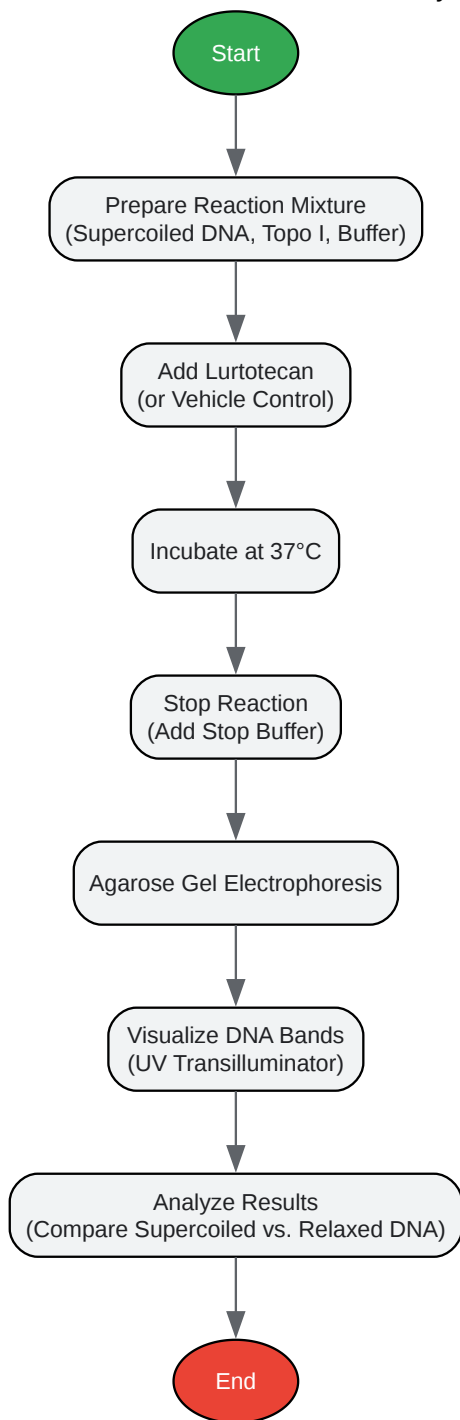 Start
Prepare Reaction Mixture
(Supercoiled DNA, Topo I, Buffer)
Add Lurtotecan
(or Vehicle Control)
Incubate at 37°C
Stop Reaction
(Add Stop Buffer)
Agarose Gel Electrophoresis
Visualize DNA Bands
(UV Transilluminator)
Analyze Results
(Compare Supercoiled vs. Relaxed DNA)
End